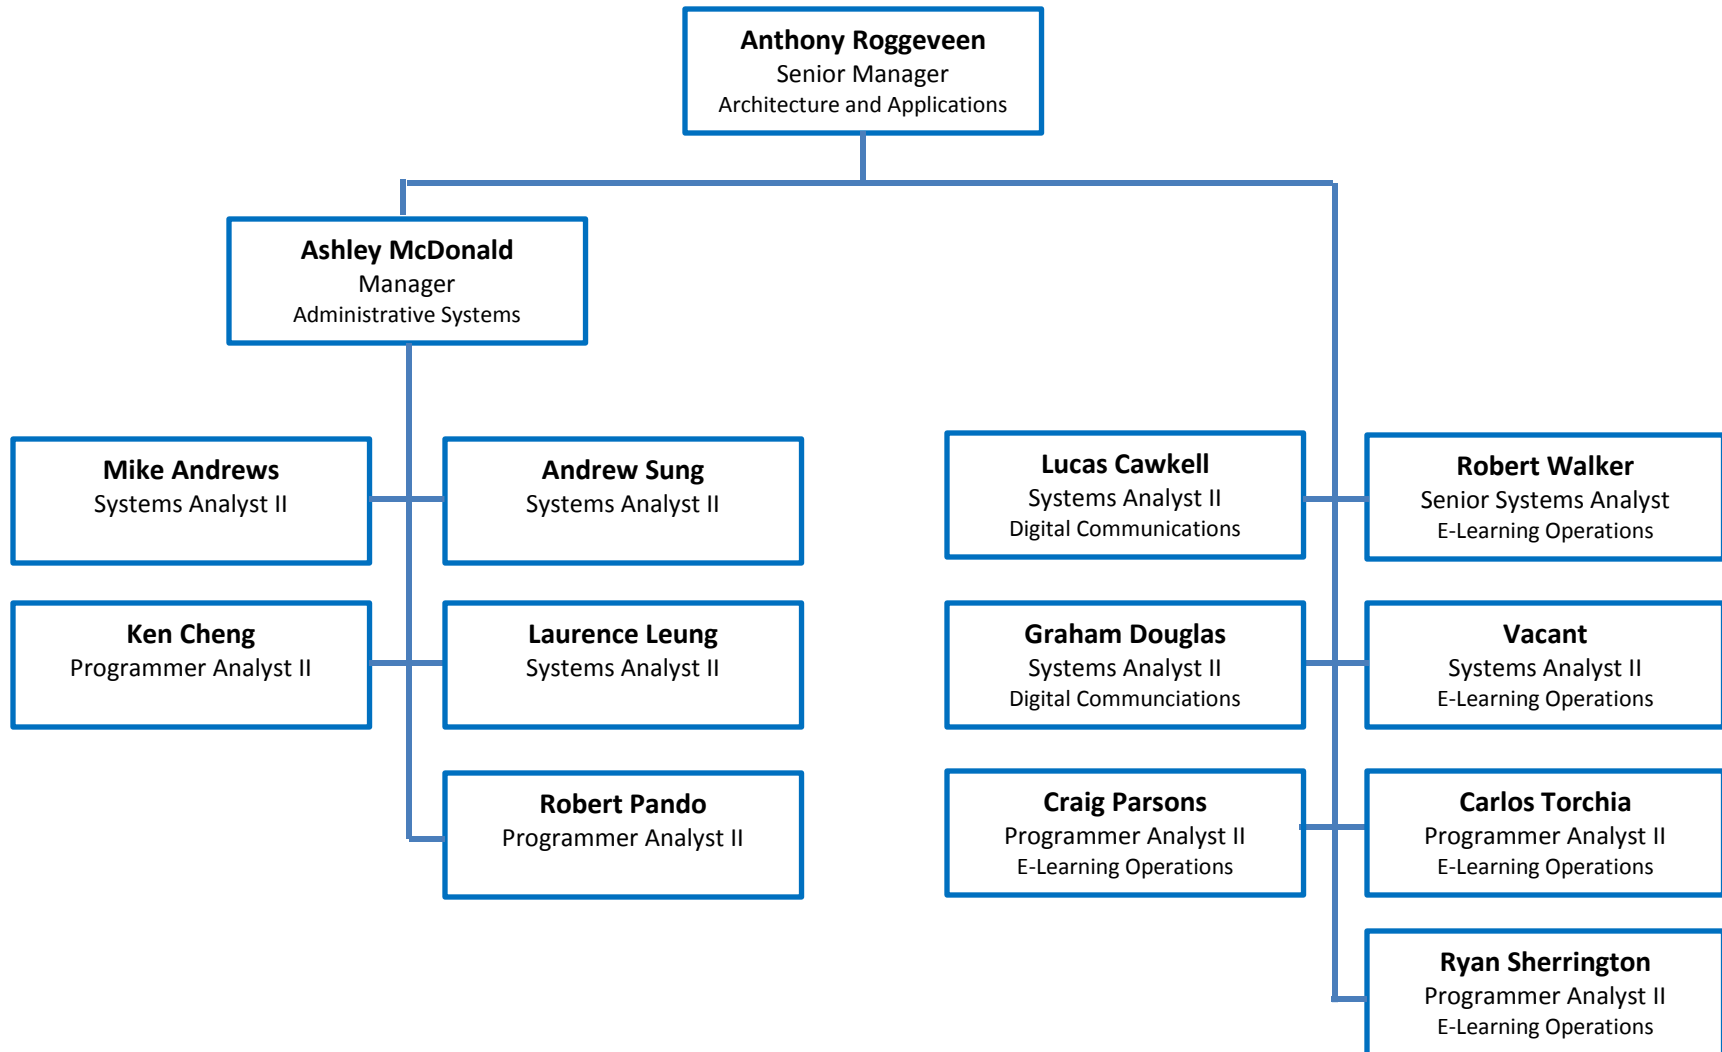 Anthony Roggeveen
Senior Manager
Architecture and Applications
Ashley McDonald
Manager
Administrative Systems
Mike Andrews
Systems Analyst II
Andrew Sung
Systems Analyst II
Lucas Cawkell
Systems Analyst II
Digital Communications
Robert Walker
Senior Systems Analyst
E-Learning Operations
Ken Cheng
Programmer Analyst II
Laurence Leung
Systems Analyst II
Graham Douglas
Systems Analyst II
Digital Communciations
Vacant
Systems Analyst II
E-Learning Operations
Robert Pando
Programmer Analyst II
Craig Parsons
Programmer Analyst II
E-Learning Operations
Carlos Torchia
Programmer Analyst II
E-Learning Operations
Ryan Sherrington
Programmer Analyst II
E-Learning Operations